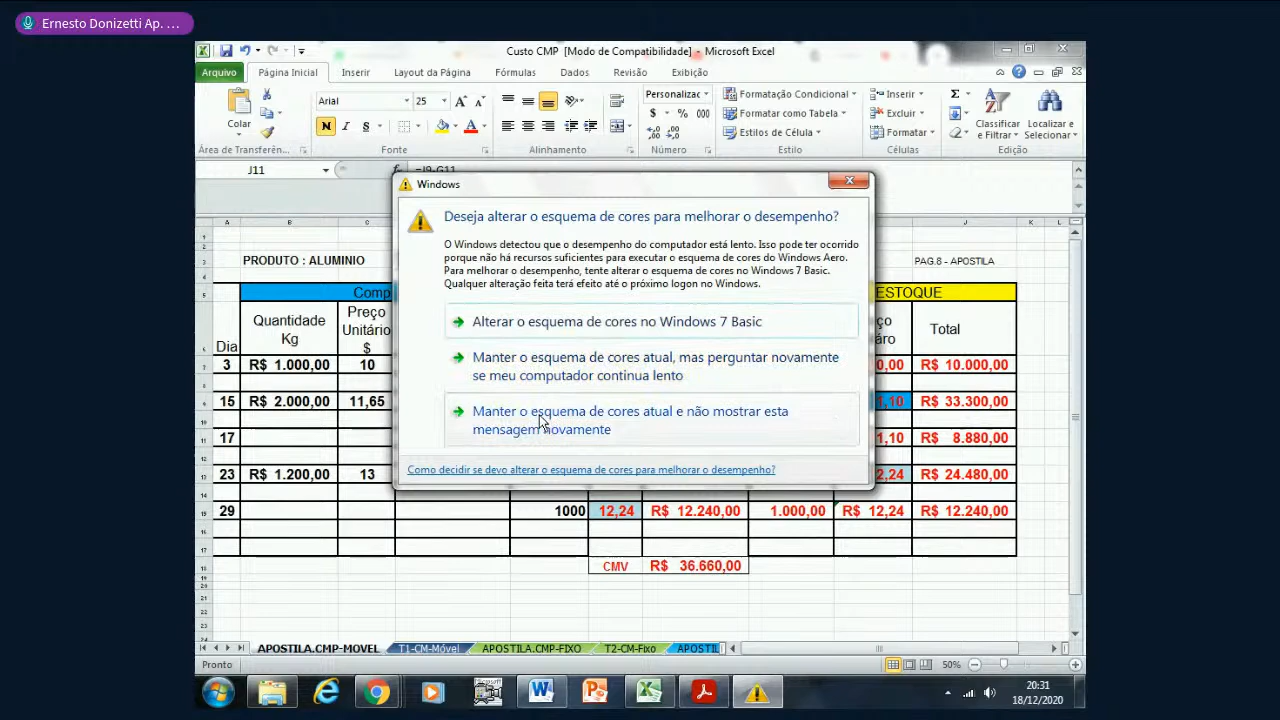 Ernesto Donizetti Ap. ...
Custo CMP [Modo de Compatibilidade] - Microsoft Excel
Arquivo Página Inicial Inserir Layout da Página Fórmulas Dados Revisão Exibição
Colar
Área de Transferên...
Arial 25
N I S
Fonte
Alinhamento
Personalizac
$ % 000
Número
Formatação Condicional
Formatar como Tabela
Estilos de Célula
Estilo
Inserir
Excluir
Formatar
Células
Σ
Classificar e Filtrar
Localizar e Selecionar
Edição
J11
=J9-G11
Windows
Deseja alterar o esquema de cores para melhorar o desempenho?
O Windows detectou que o desempenho do computador está lento. Isso pode ter ocorrido
porque não há recursos suficientes para executar o esquema de cores do Windows Aero.
Para melhorar o desempenho, tente alterar o esquema de cores no Windows 7 Basic.
Qualquer alteração feita terá efeito até o próximo logon no Windows.
Alterar o esquema de cores no Windows 7 Basic
Manter o esquema de cores atual, mas perguntar novamente
se meu computador continua lento
Manter o esquema de cores atual e não mostrar esta
mensagem novamente
Como decidir se devo alterar o esquema de cores para melhorar o desempenho?
A B C J K L
PRODUTO : ALUMINIO
PAG.8 - APOSTILA
Comp
ESTOQUE
Dia
Quantidade
Kg
Preço
Unitário
$
Total
3 R$ 1.000,00 10 0,00 R$ 10.000,00
15 R$ 2.000,00 11,65 1,10 R$ 33.300,00
17 1,10 R$ 8.880,00
23 R$ 1.200,00 13 2,24 R$ 24.480,00
29 1000 12,24 R$ 12.240,00 1.000,00 R$ 12,24 R$ 12.240,00
CMV R$ 36.660,00
APOSTILA.CMP-MOVEL T1-CM-Móvel APOSTILA.CMP-FIXO T2-CM-Fixo APOSTIL
Pronto
50%
20:31
18/12/2020